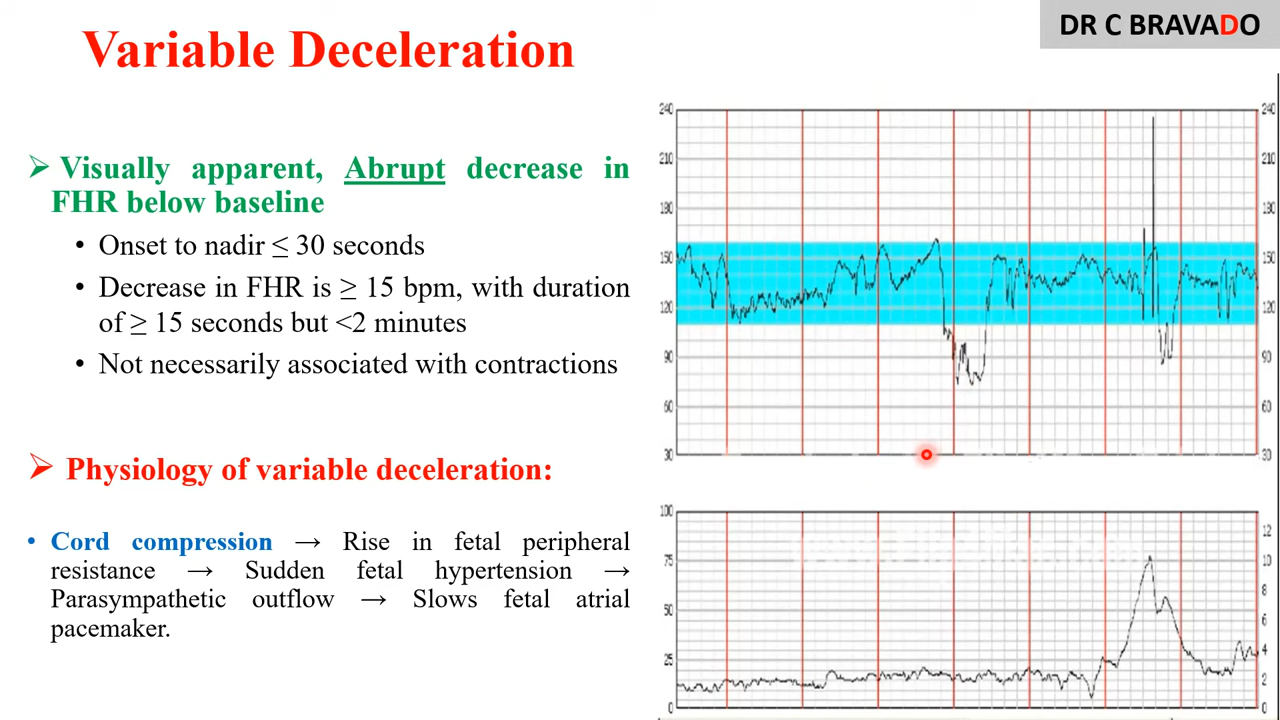 Variable Deceleration
DR C BRAVADO
➢ Visually apparent, Abrupt decrease in
FHR below baseline
• Onset to nadir ≤ 30 seconds
• Decrease in FHR is ≥ 15 bpm, with duration
of ≥ 15 seconds but <2 minutes
• Not necessarily associated with contractions
➢ Physiology of variable deceleration:
• Cord compression → Rise in fetal peripheral
resistance → Sudden fetal hypertension →
Parasympathetic outflow → Slows fetal atrial
pacemaker.
240 240
210 210
180 180
150 150
120 120
90 90
60 60
30 30
100
12
75 10
8
50
6
25 4
2
0 0